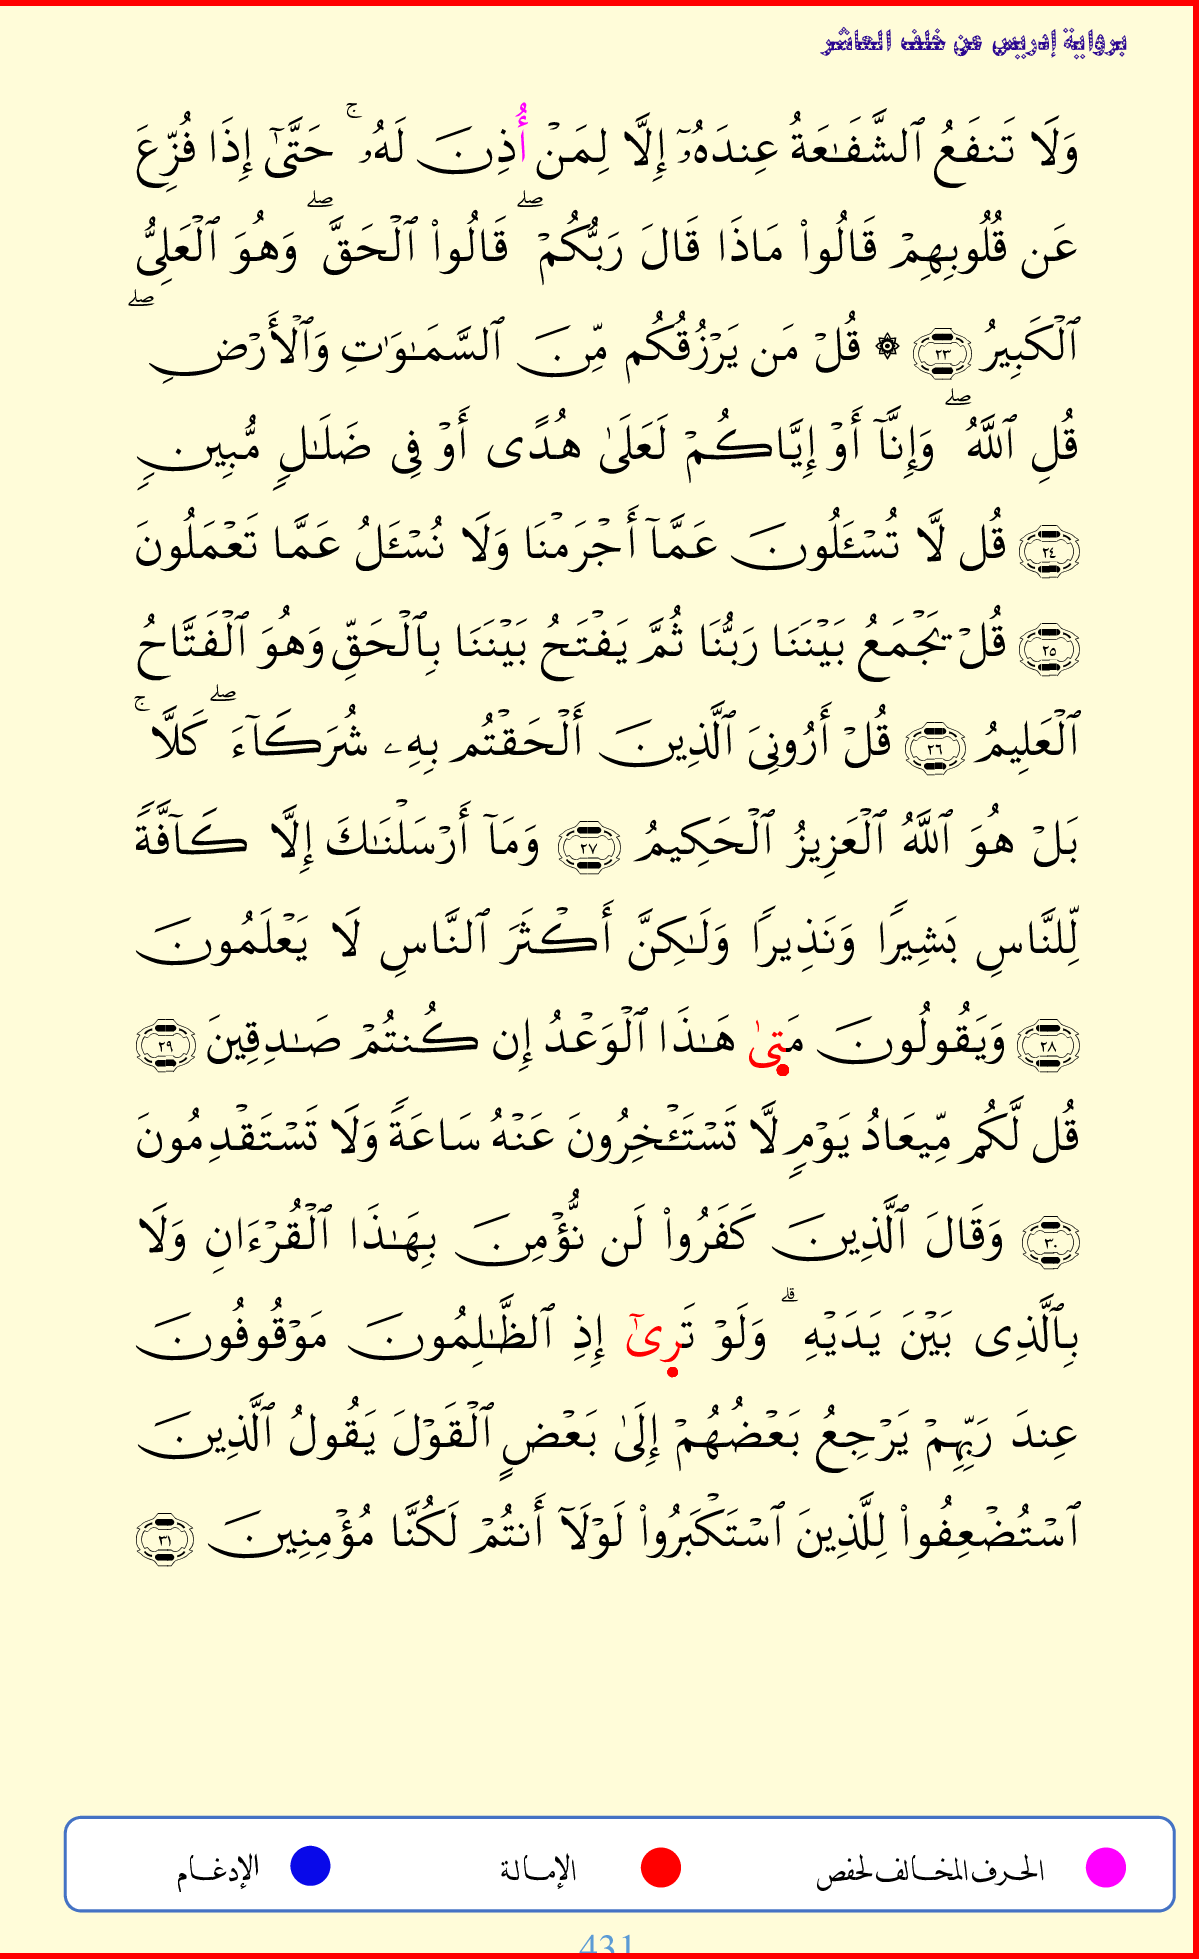 برواية إدريس عن خلف العاشر
وَلَا تَنفَعُ ٱلشَّفَـٰعَةُ عِندَهُۥٓ إِلَّا لِمَنۡ أُذِنَ لَهُۥۚ حَتَّىٰٓ إِذَا فُزِّعَ
عَن قُلُوبِهِمۡ قَالُواْ مَاذَا قَالَ رَبُّكُمۡۖ قَالُواْ ٱلۡحَقَّۖ وَهُوَ ٱلۡعَلِىُّ
ٱلۡكَبِيرُ ٢٣ ۞ قُلۡ مَن يَرۡزُقُكُم مِّنَ ٱلسَّمَـٰوَٰتِ وَٱلۡأَرۡضِۖ
قُلِ ٱللَّهُۖ وَإِنَّآ أَوۡ إِيَّاكُمۡ لَعَلَىٰ هُدًى أَوۡ فِى ضَلَـٰلٍ مُّبِينٍ
٢٤ قُل لَّا تُسۡـَٔلُونَ عَمَّآ أَجۡرَمۡنَا وَلَا نُسۡـَٔلُ عَمَّا تَعۡمَلُونَ
٢٥ قُلۡ يَجۡمَعُ بَيۡنَنَا رَبُّنَا ثُمَّ يَفۡتَحُ بَيۡنَنَا بِٱلۡحَقِّ وَهُوَ ٱلۡفَتَّاحُ
ٱلۡعَلِيمُ ٢٦ قُلۡ أَرُونِىَ ٱلَّذِينَ أَلۡحَقۡتُم بِهِۦ شُرَكَآءَۖ كَلَّاۚ
بَلۡ هُوَ ٱللَّهُ ٱلۡعَزِيزُ ٱلۡحَكِيمُ ٢٧ وَمَآ أَرۡسَلۡنَـٰكَ إِلَّا كَآفَّةً
لِّلنَّاسِ بَشِيرًا وَنَذِيرًا وَلَـٰكِنَّ أَكۡثَرَ ٱلنَّاسِ لَا يَعۡلَمُونَ
٢٨ وَيَقُولُونَ مَتىٰ هَـٰذَا ٱلۡوَعۡدُ إِن كُنتُمۡ صَـٰدِقِينَ ٢٩
قُل لَّكُم مِّيعَادُ يَوۡمٍ لَّا تَسۡتَـٔۡخِرُونَ عَنۡهُ سَاعَةً وَلَا تَسۡتَقۡدِمُونَ
٣٠ وَقَالَ ٱلَّذِينَ كَفَرُواْ لَن نُّؤۡمِنَ بِهَـٰذَا ٱلۡقُرۡءَانِ وَلَا
بِٱلَّذِى بَيۡنَ يَدَيۡهِۗ وَلَوۡ تَرىٰٓ إِذِ ٱلظَّـٰلِمُونَ مَوۡقُوفُونَ
عِندَ رَبِّهِمۡ يَرۡجِعُ بَعۡضُهُمۡ إِلَىٰ بَعۡضٍ ٱلۡقَوۡلَ يَقُولُ ٱلَّذِينَ
ٱسۡتُضۡعِفُواْ لِلَّذِينَ ٱسۡتَكۡبَرُواْ لَوۡلَآ أَنتُمۡ لَكُنَّا مُؤۡمِنِينَ ٣١
الحرف المخالف لحفص الإمالة الإدغام
431